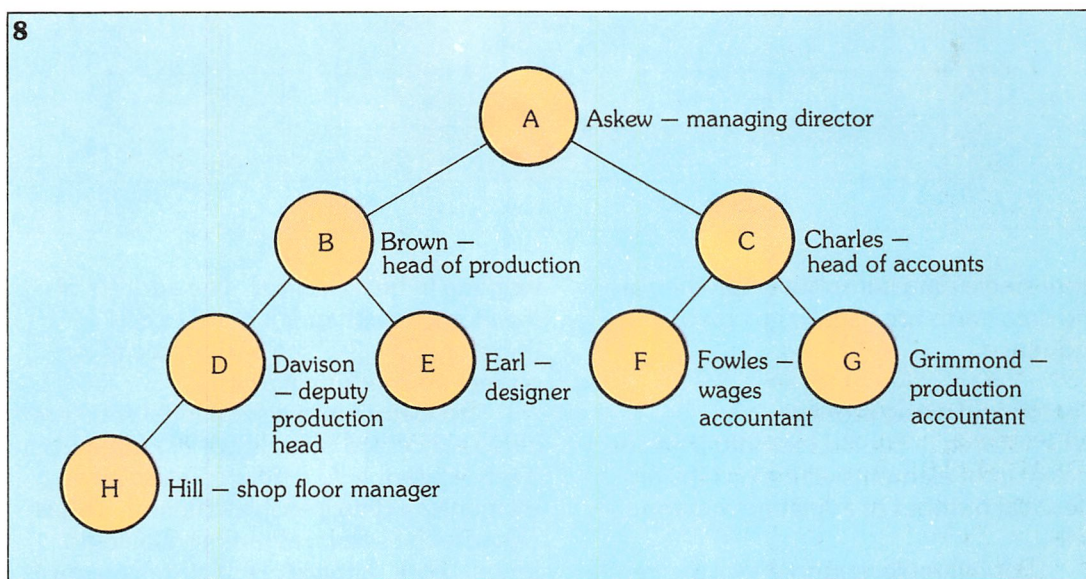 8
A
Askew — managing director
B
Brown —
head of production
C
Charles —
head of accounts
D
Davison
— deputy
production
head
E
Earl —
designer
F
Fowles —
wages
accountant
G
Grimmond —
production
accountant
H
Hill — shop floor manager